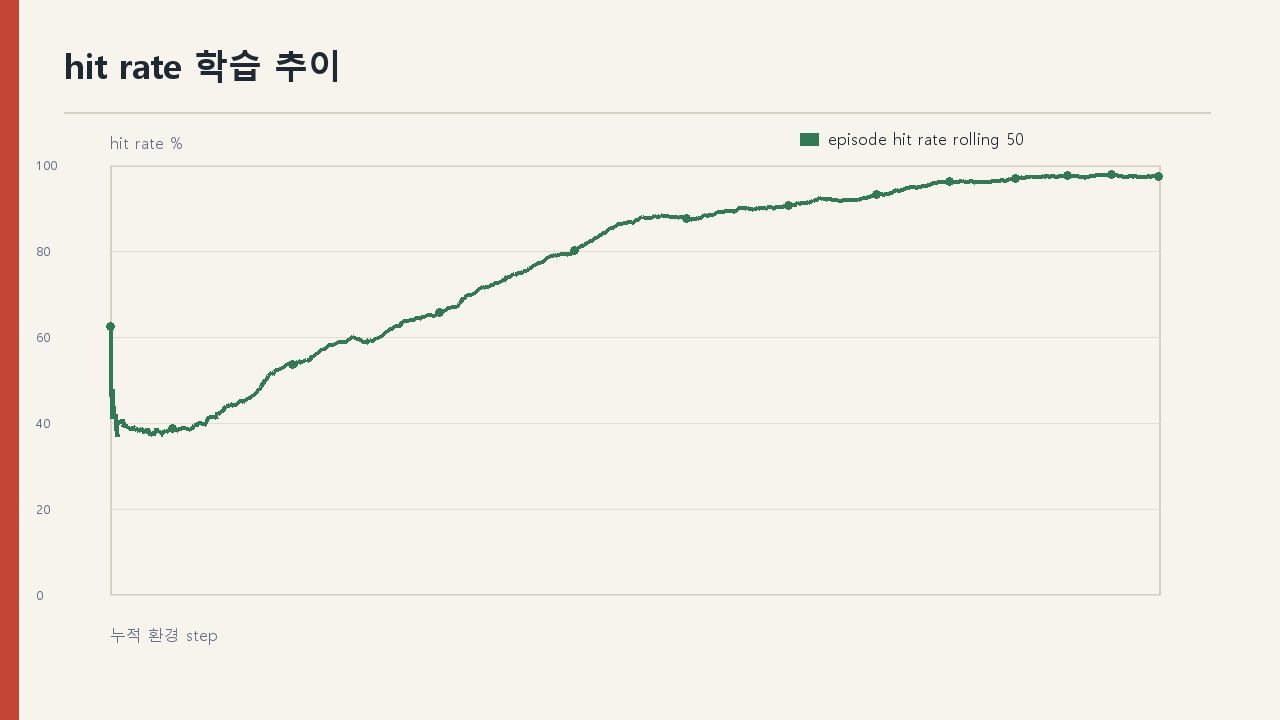 hit rate 학습 추이
hit rate %
episode hit rate rolling 50
100
80
60
40
20
0
누적 환경 step